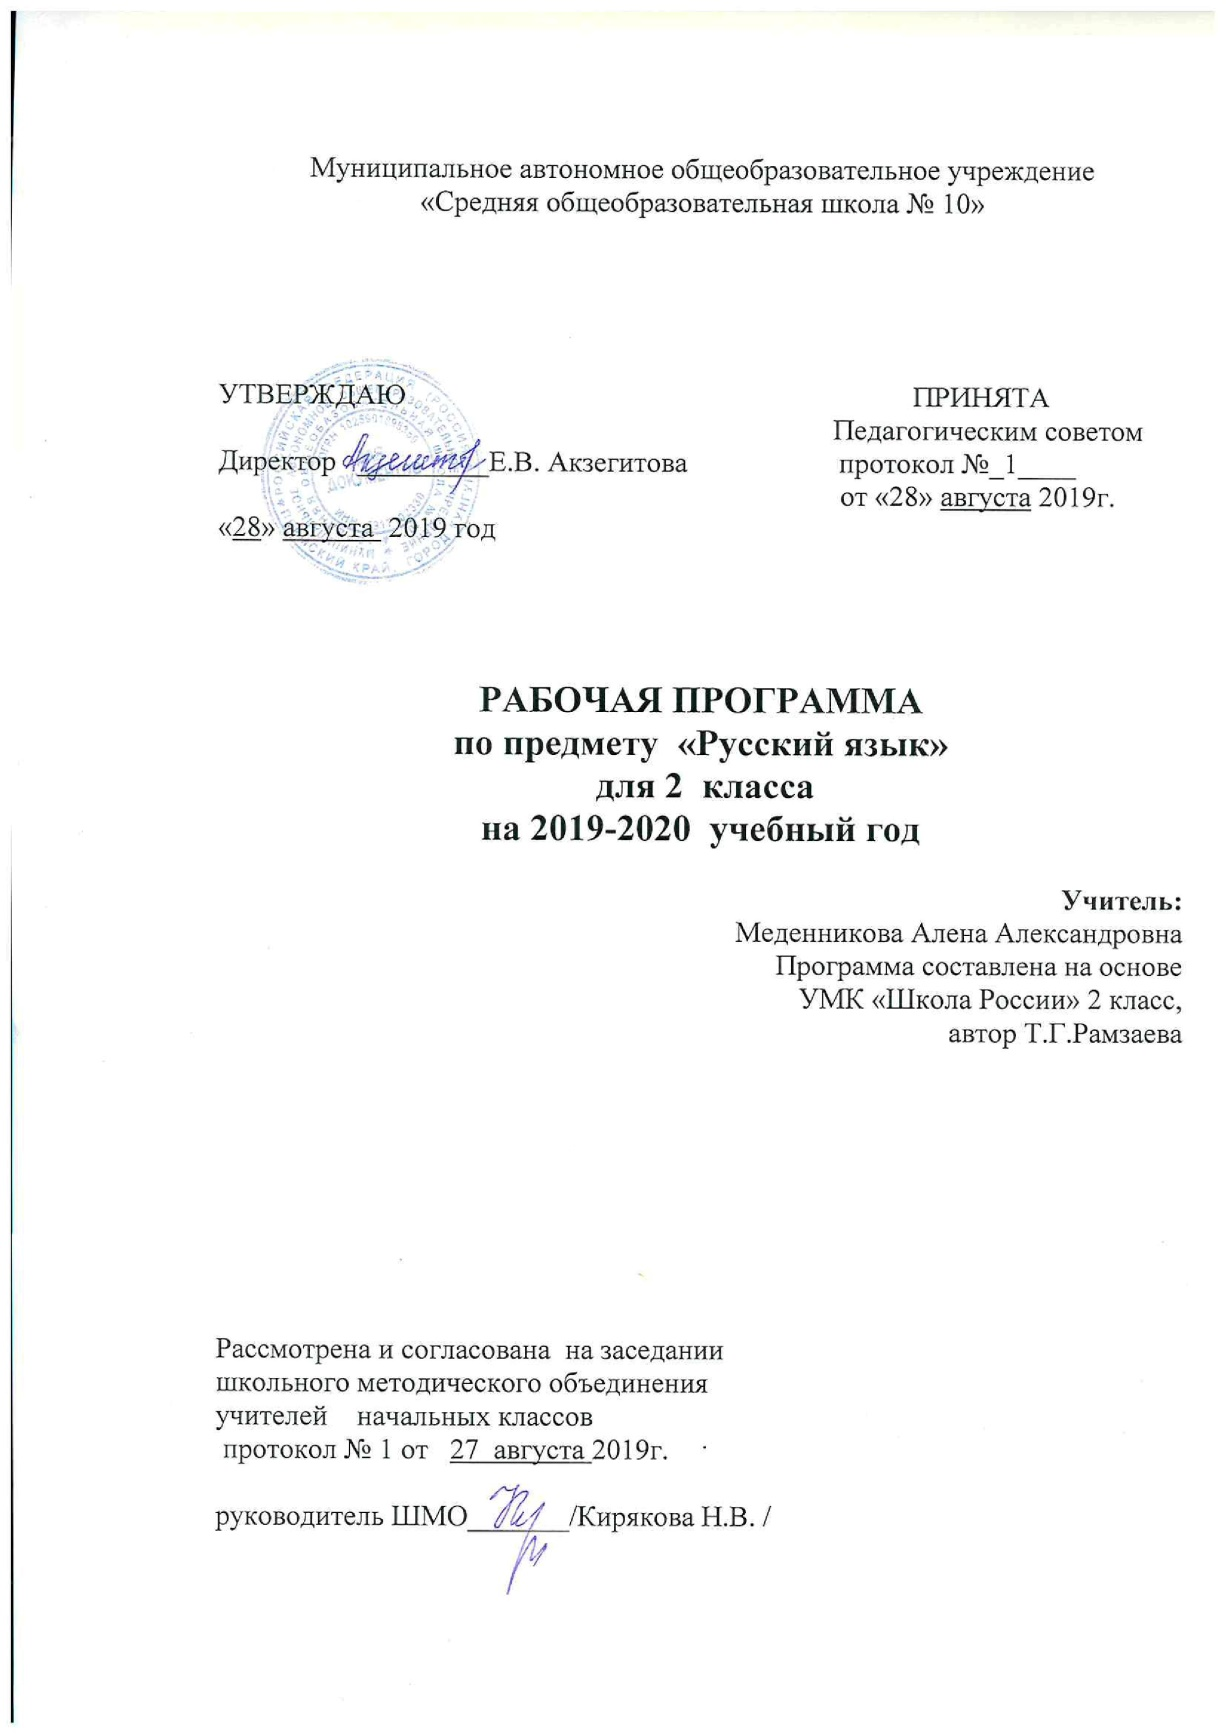 Муниципальное автономное общеобразовательное учреждение
«Средняя общеобразовательная школа № 10»
УТВЕРЖДАЮ
Директор __________Е.В. Акзегитова
«28» августа 2019 год
ПРИНЯТА
Педагогическим советом
протокол №_1____
от «28» августа 2019г.
РАБОЧАЯ ПРОГРАММА
по предмету «Русский язык»
для 2 класса
на 2019-2020 учебный год
Учитель:
Меденникова Алена Александровна
Программа составлена на основе
УМК «Школа России» 2 класс,
автор Т.Г.Рамзаева
Рассмотрена и согласована на заседании
школьного методического объединения
учителей начальных классов
протокол № 1 от 27 августа 2019г.
руководитель ШМО_______/Кирякова Н.В. /